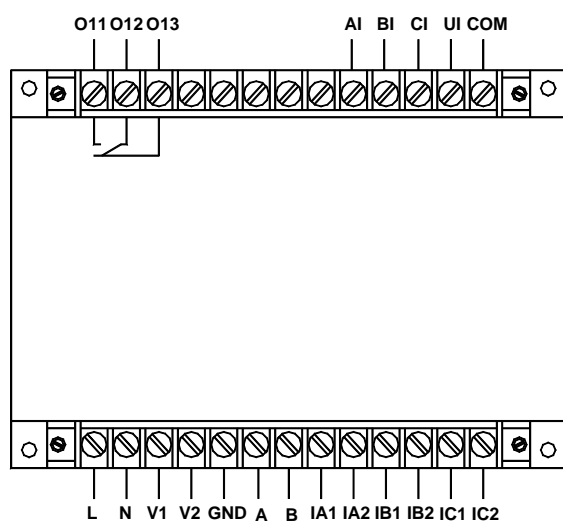 O11 O12 O13 AI BI CI UI COM
L N V1 V2 GND A B IA1 IA2 IB1 IB2 IC1 IC2